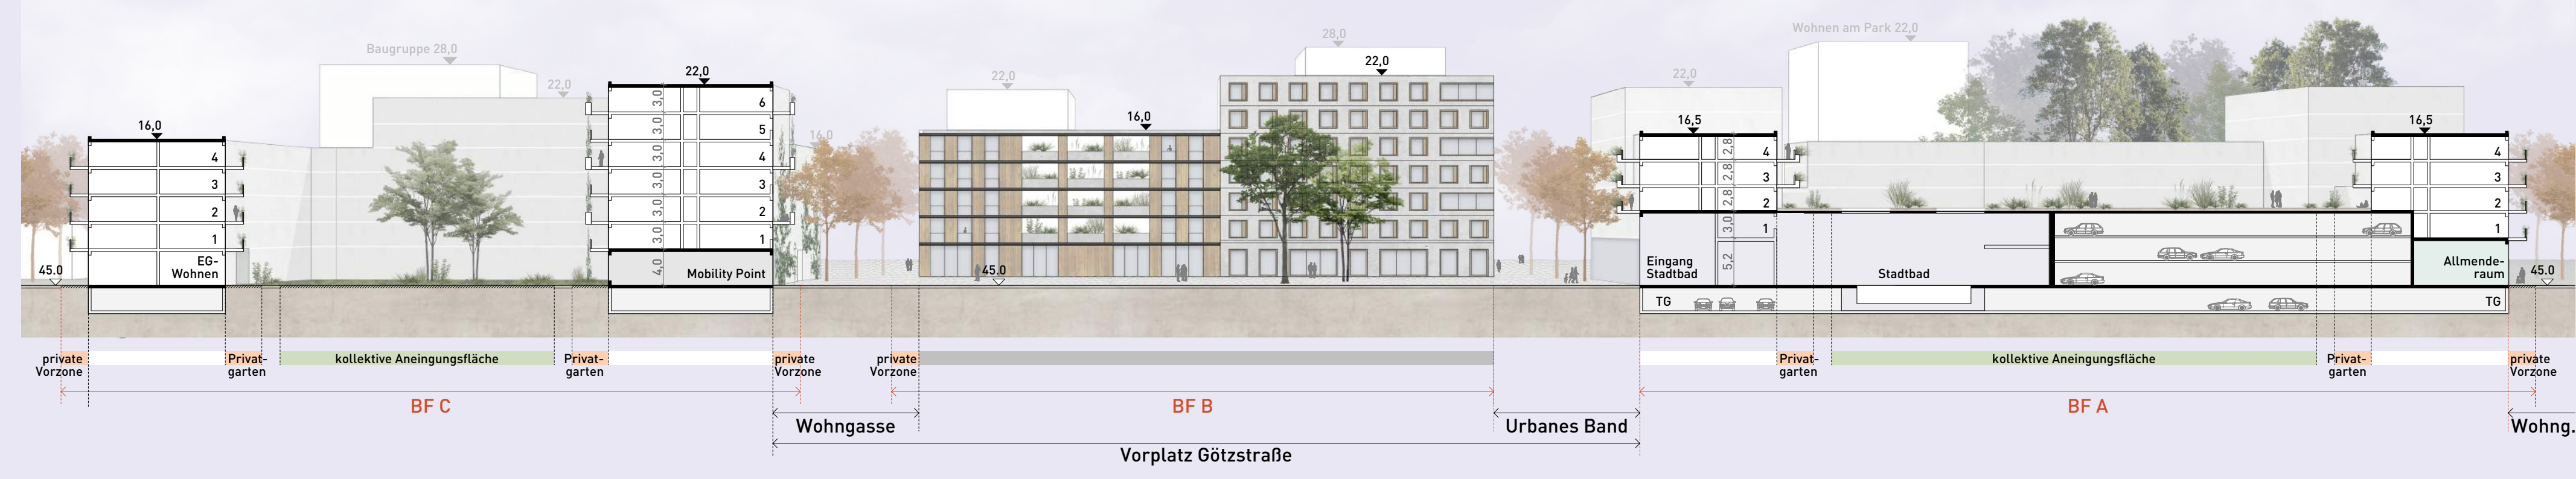 Baugruppe 28,0
22,0
16,0
22,0
16,0
22,0
28,0
22,0
16,0
22,0
Wohnen am Park 22,0
16,5
16,5
4
3
2
1
EG-
Wohnen
45.0
3,0
3,0
3,0
3,0
3,0
3,0
4,0
6
5
4
3
2
1
Mobility Point
45.0
2,8
2,8
2,8
3,0
5,2
4
3
2
1
Eingang
Stadtbad
Stadtbad
TG
4
3
2
1
Allmende-
raum
TG
45.0
private
Vorzone
Privat-
garten
kollektive Aneingungsfläche
Privat-
garten
private
Vorzone
private
Vorzone
Privat-
garten
kollektive Aneingungsfläche
Privat-
garten
private
Vorzone
BF C
BF B
BF A
Wohngasse
Urbanes Band
Wohng.
Vorplatz Götzstraße